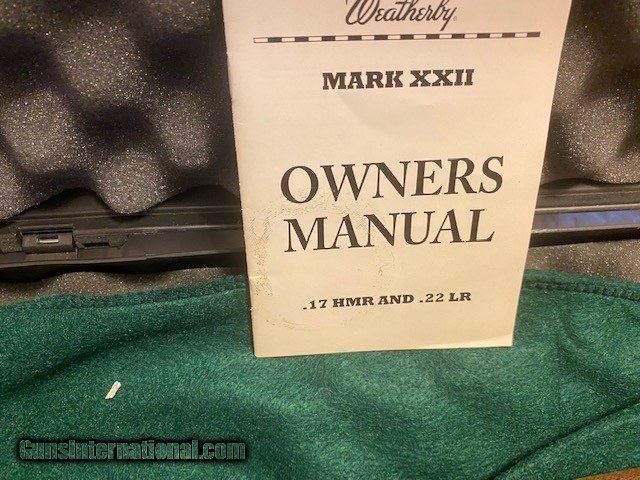 Weatherby®
MARK XXII
OWNERS
MANUAL
.17 HMR AND .22 LR
GunsInternational.com